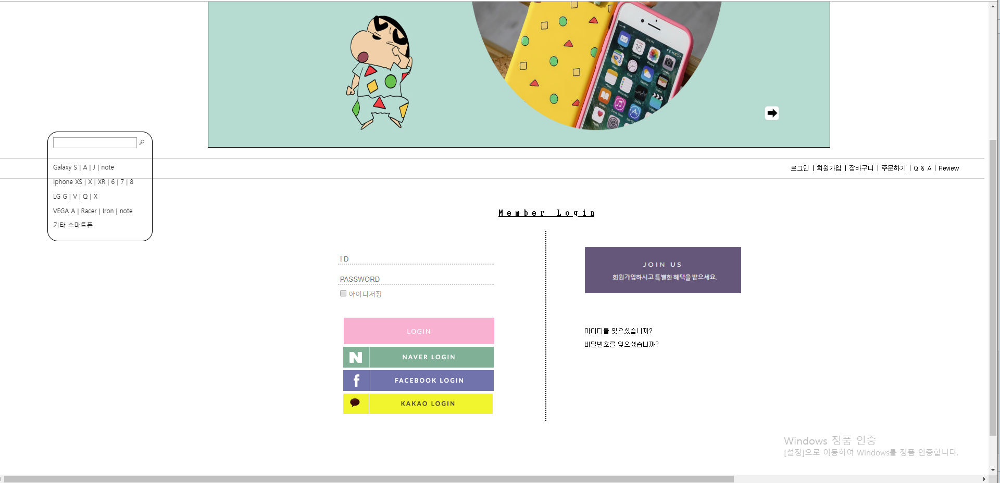 Galaxy S | A | J | note
로그인 | 회원가입 | 장바구니 | 주문하기 | Q & A | Review
Iphone XS | X | XR | 6 | 7 | 8
LG G | V | Q | X
VEGA A | Racer | Iron | note
기타 스마트폰
Member Login
ID
PASSWORD
아이디저장
LOGIN
N NAVER LOGIN
f FACEBOOK LOGIN
KAKAO LOGIN
JOIN US
회원가입하시고 특별한 혜택을 받으세요.
아이디를 잊으셨습니까?
비밀번호를 잊으셨습니까?
Windows 정품 인증
[설정]으로 이동하여 Windows를 정품 인증합니다.